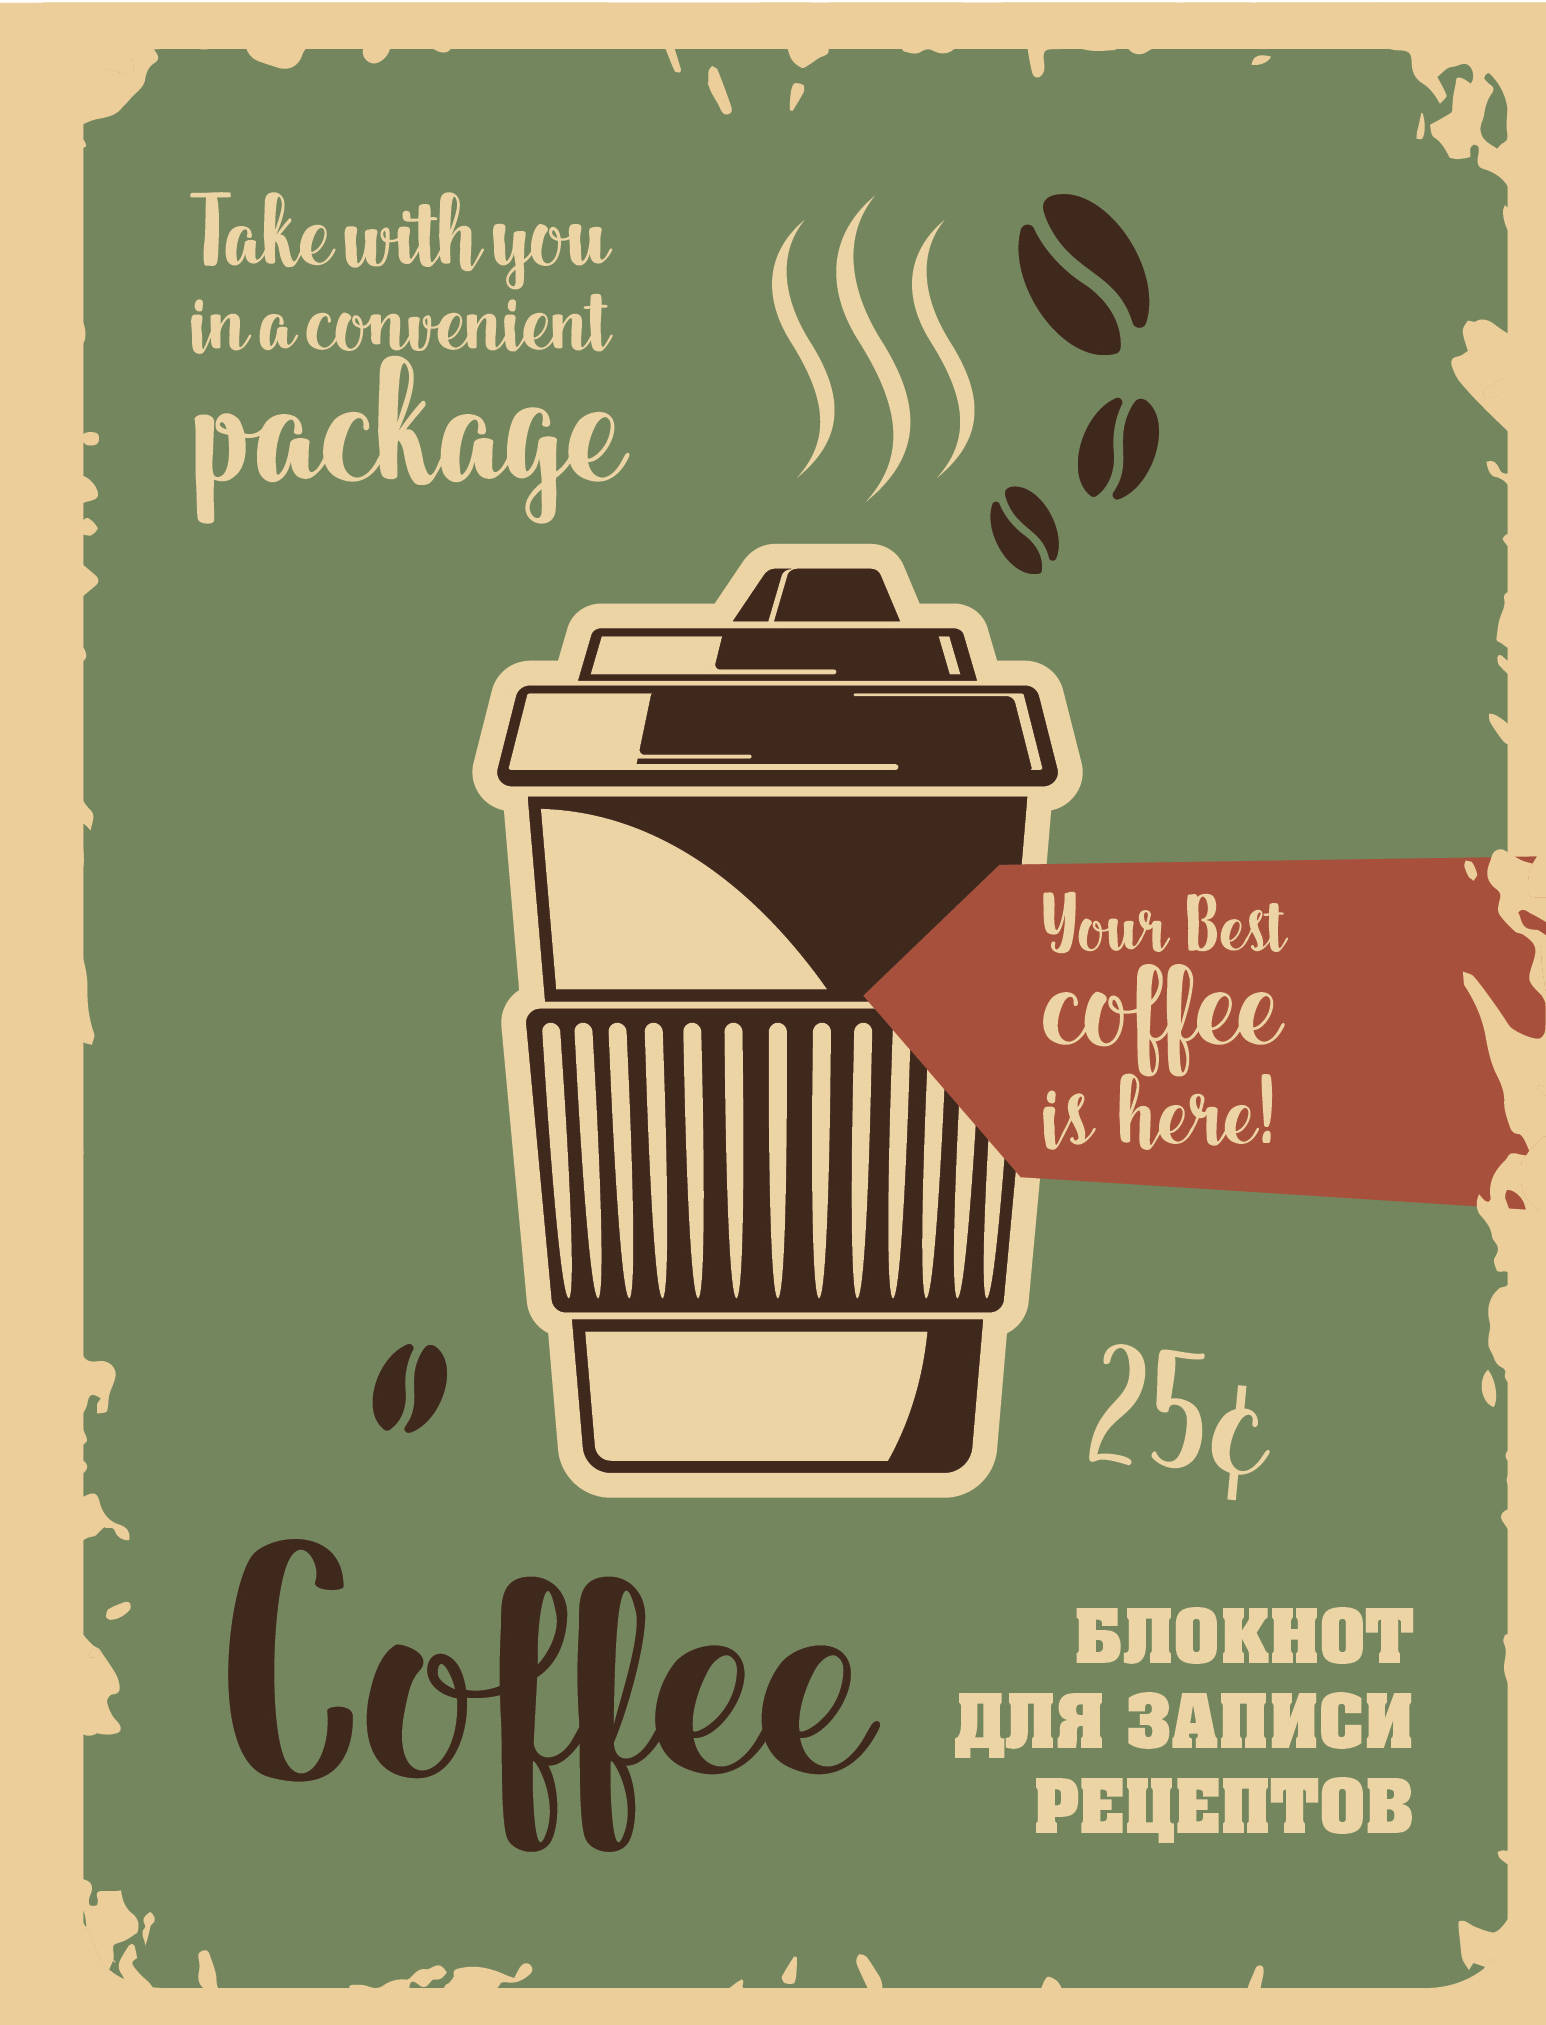 Take with you
in a convenient
package
Your Best
coffee
is here!
25¢
Coffee
БЛОКНОТ
ДЛЯ ЗАПИСИ
РЕЦЕПТОВ